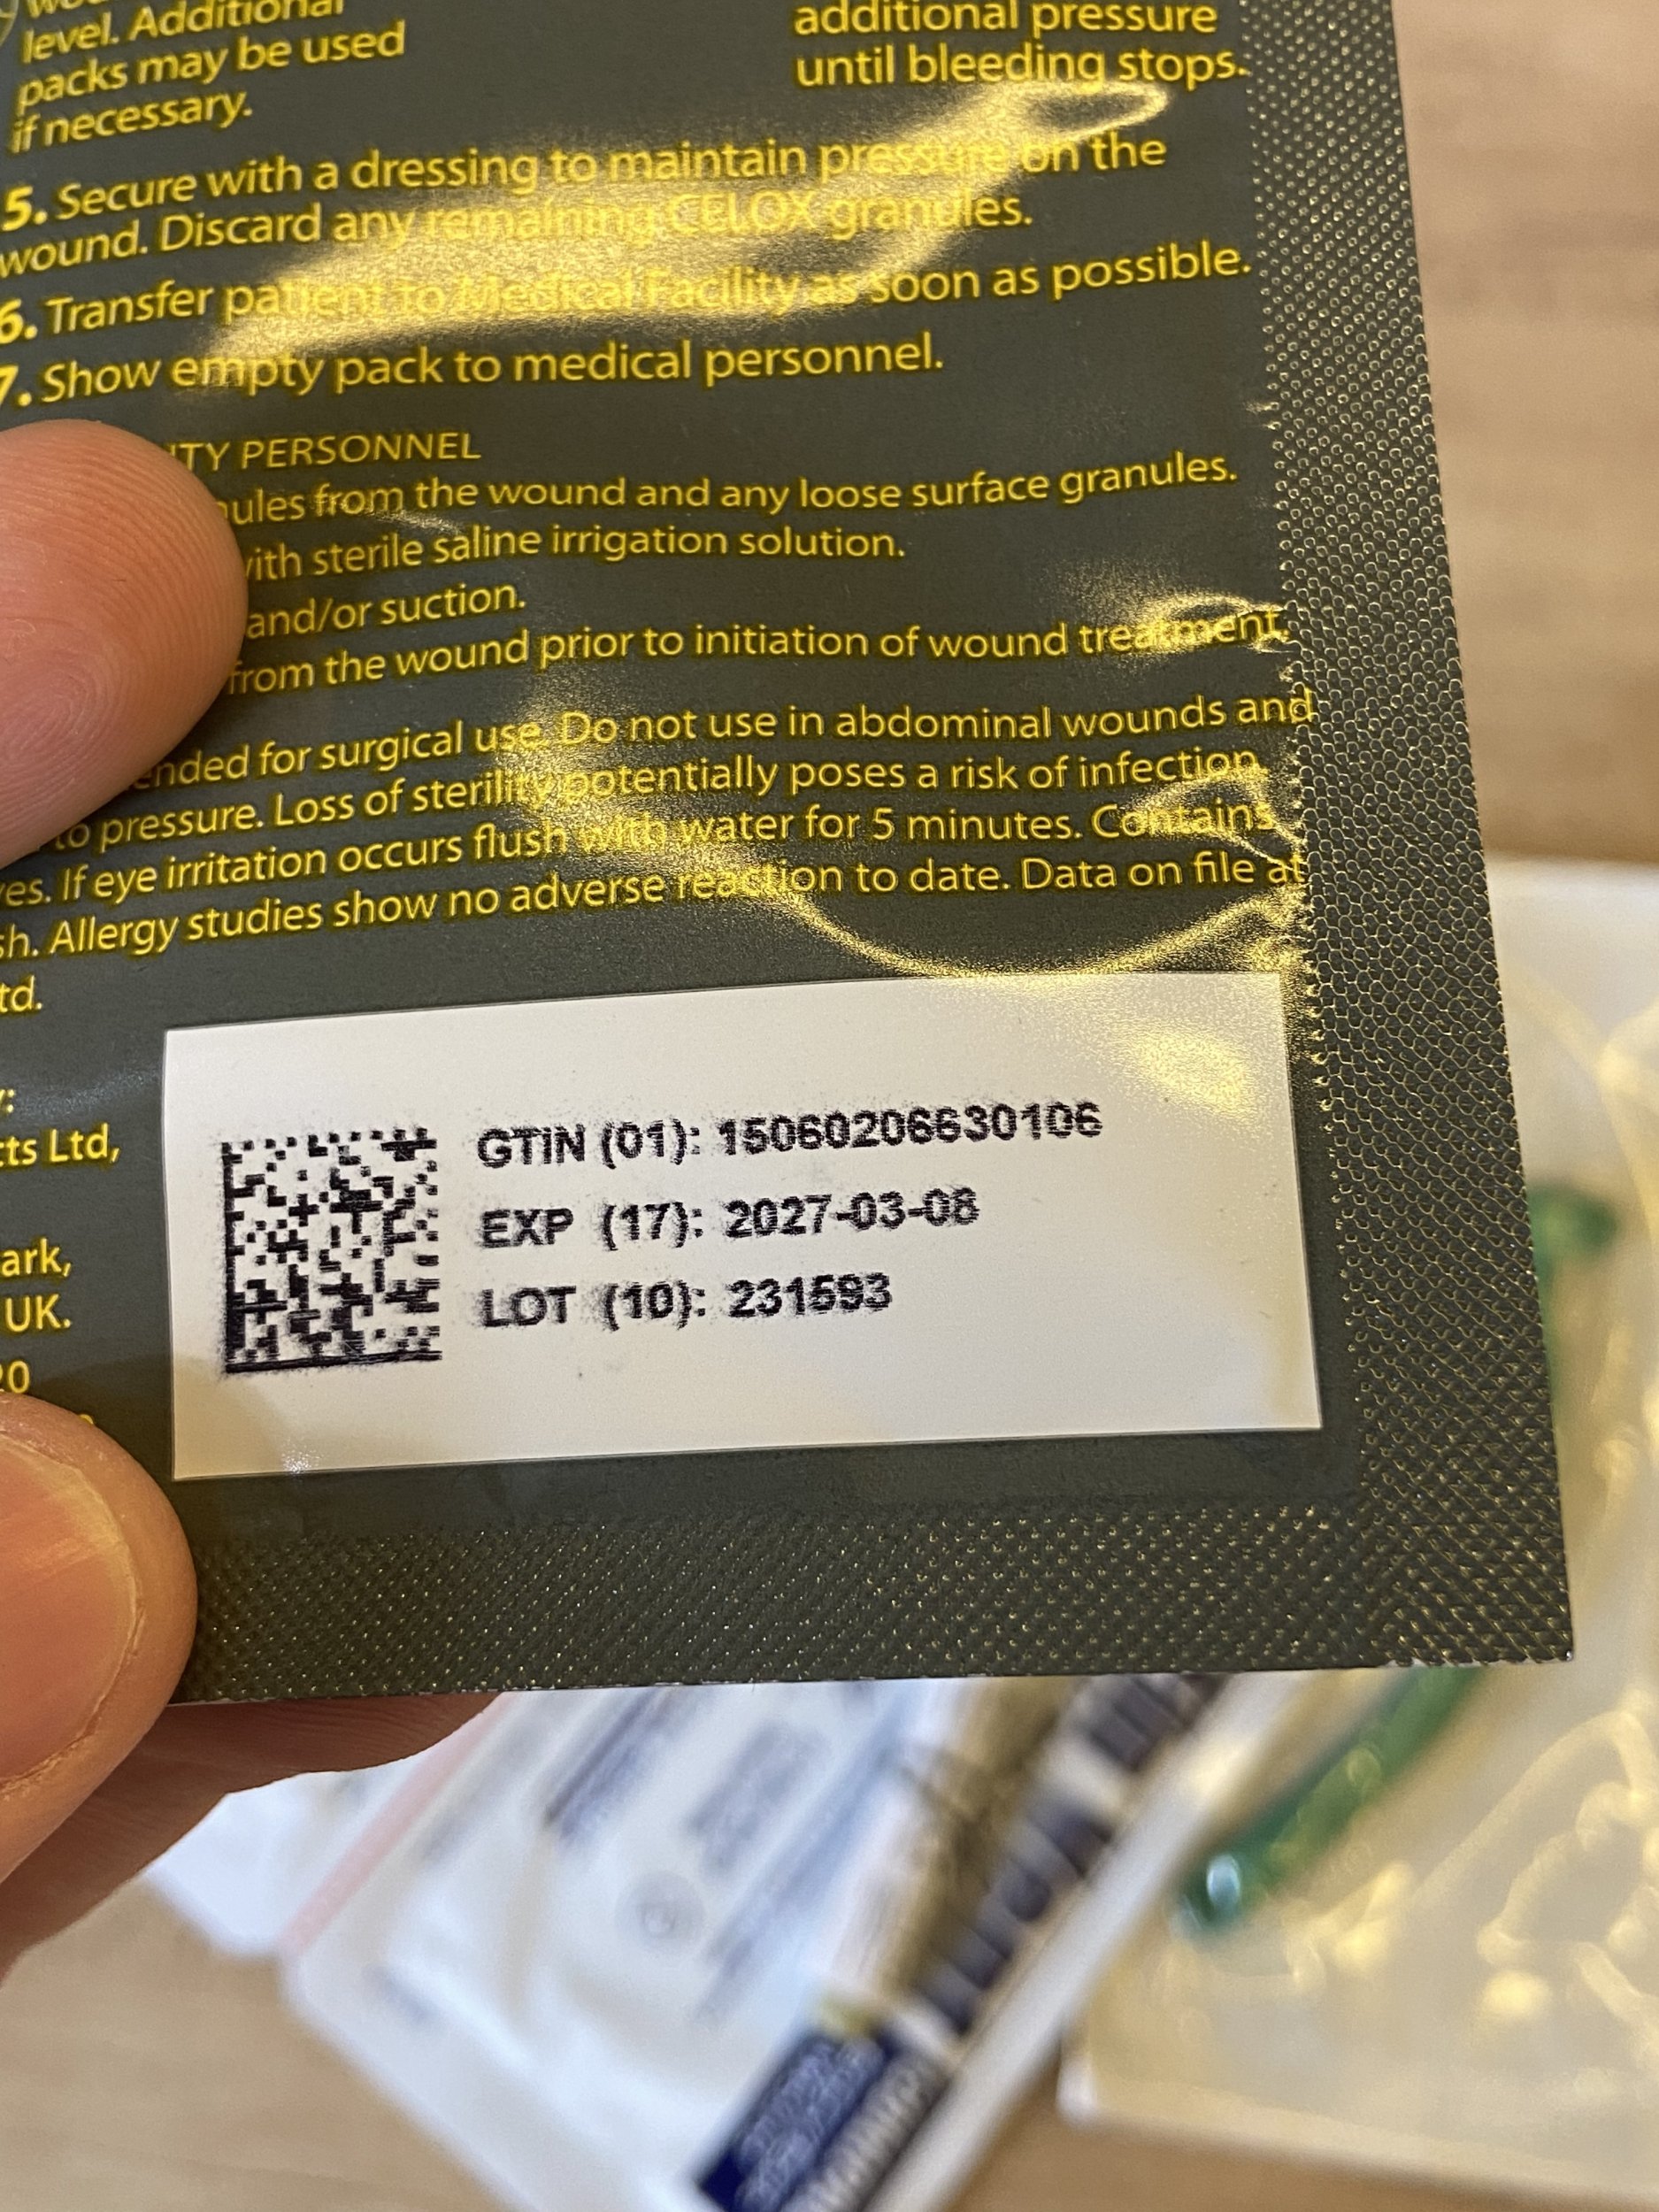 level. Additional
packs may be used
if necessary.
additional pressure
until bleeding stops.
5. Secure with a dressing to maintain pressure on the
wound. Discard any remaining CELOX granules.
6. Transfer patient to Medical Facility as soon as possible.
7. Show empty pack to medical personnel.
ITY PERSONNEL
ules from the wound and any loose surface granules.
with sterile saline irrigation solution.
and/or suction.
from the wound prior to initiation of wound treatment.
ended for surgical use. Do not use in abdominal wounds and
to pressure. Loss of sterility potentially poses a risk of infection.
yes. If eye irritation occurs flush with water for 5 minutes. Contains
sh. Allergy studies show no adverse reaction to date. Data on file at
td.
y:
cts Ltd,
ark,
UK.
20
GTIN (01): 15060206630106
EXP (17): 2027-03-08
LOT (10): 231593